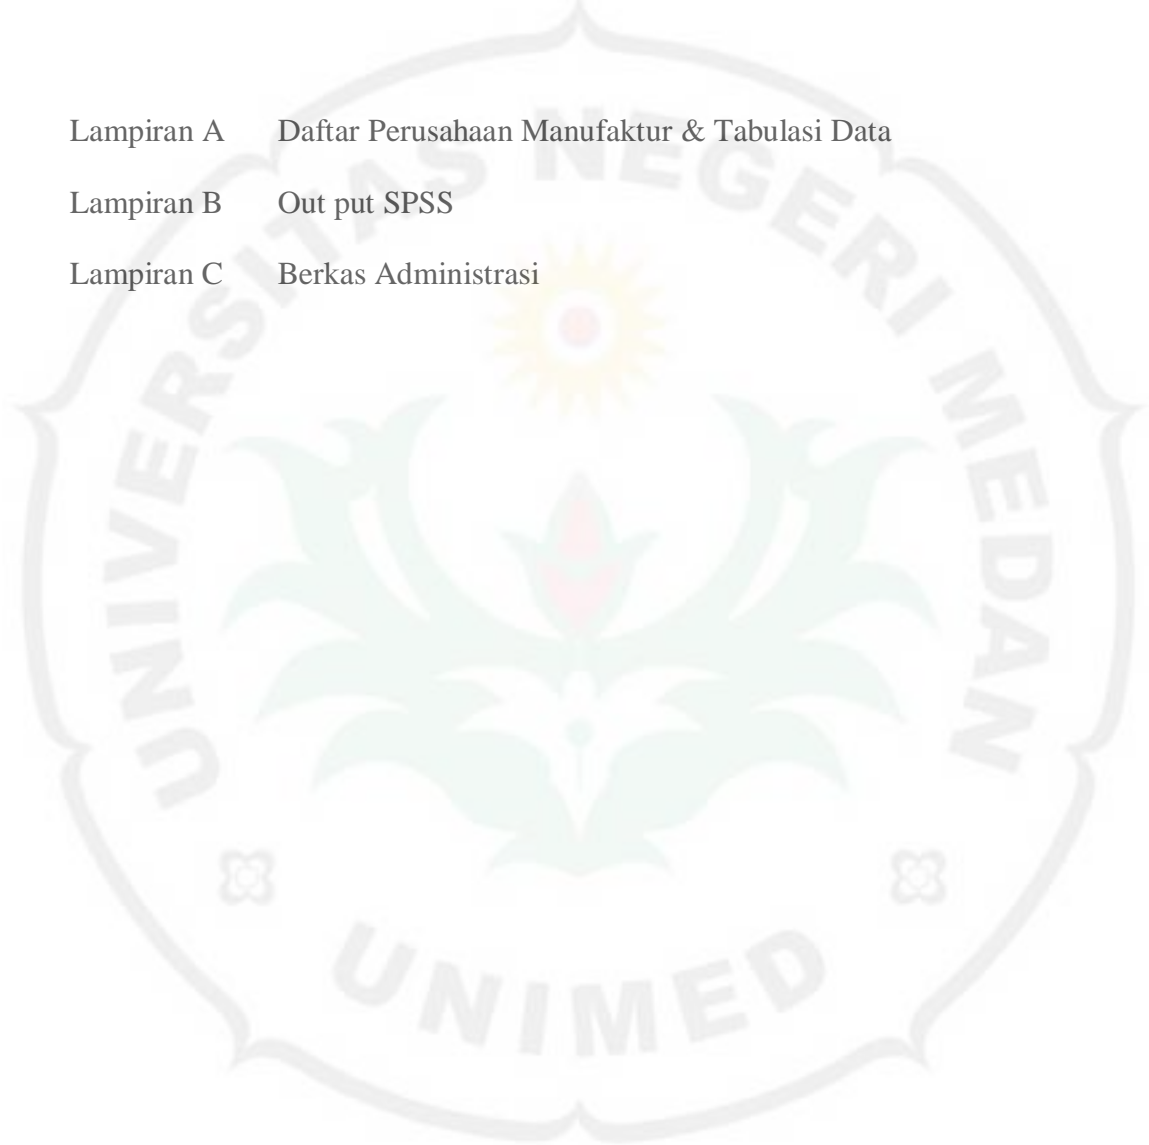 Lampiran A Daftar Perusahaan Manufaktur & Tabulasi Data
Lampiran B Out put SPSS
Lampiran C Berkas Administrasi
UNIVERSITAS NEGERI MEDAN
UNIMED